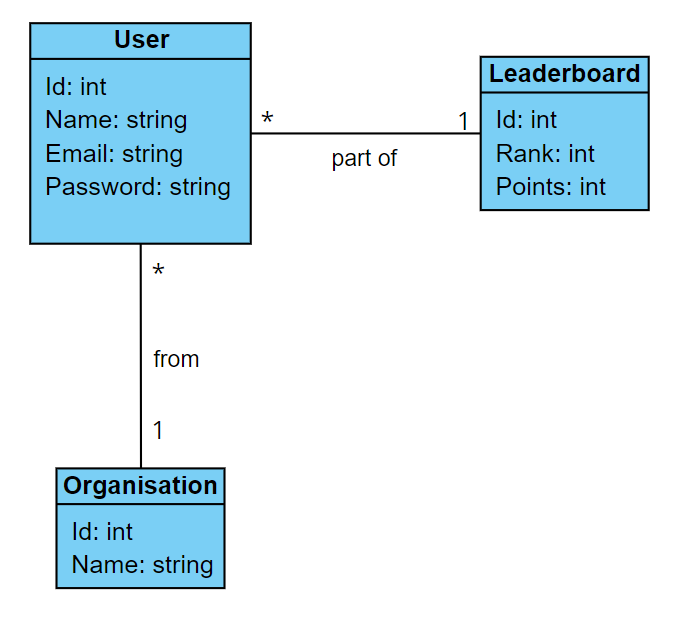 User
Id: int
Name: string
Email: string
Password: string
*
1
part of
Leaderboard
Id: int
Rank: int
Points: int
*
from
1
Organisation
Id: int
Name: string